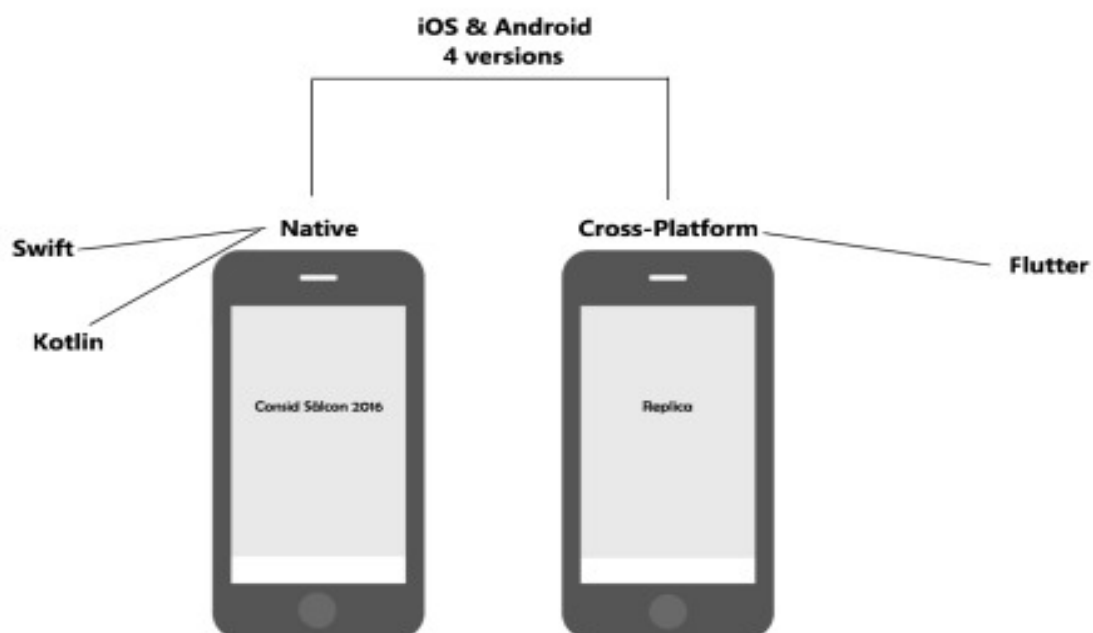 iOS & Android
4 versions
Native
Cross-Platform
Swift
Flutter
Kotlin
Consid Sälcon 2016
Replica